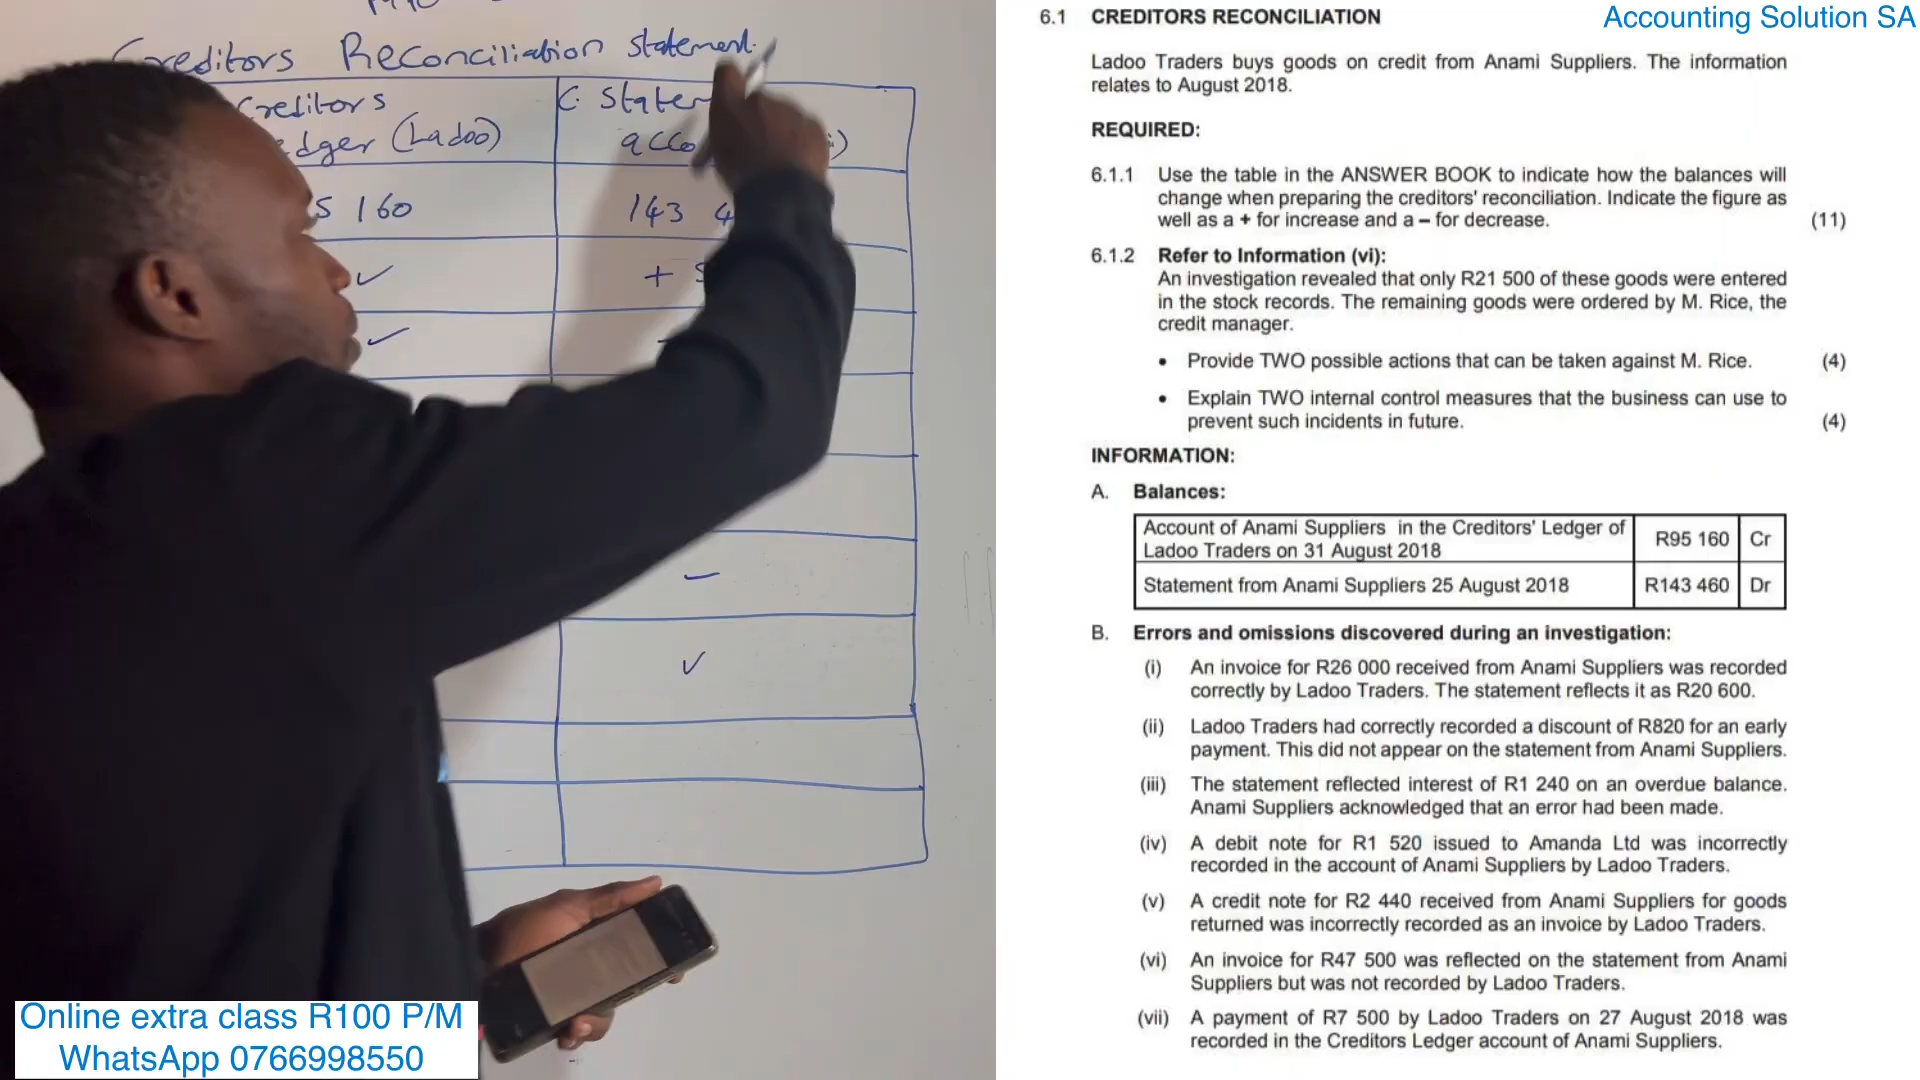 Creditors Reconciliation statement
Creditors
(Ladoo)
C. State
acco
160
143
+
Online extra class R100 P/M
WhatsApp 0766998550
Accounting Solution SA
6.1 CREDITORS RECONCILIATION
Ladoo Traders buys goods on credit from Anami Suppliers. The information
relates to August 2018.
REQUIRED:
6.1.1 Use the table in the ANSWER BOOK to indicate how the balances will
change when preparing the creditors' reconciliation. Indicate the figure as
well as a + for increase and a – for decrease. (11)
6.1.2 Refer to Information (vi):
An investigation revealed that only R21 500 of these goods were entered
in the stock records. The remaining goods were ordered by M. Rice, the
credit manager.
• Provide TWO possible actions that can be taken against M. Rice. (4)
• Explain TWO internal control measures that the business can use to
prevent such incidents in future. (4)
INFORMATION:
A. Balances:
Account of Anami Suppliers in the Creditors' Ledger of
Ladoo Traders on 31 August 2018 R95 160 Cr
Statement from Anami Suppliers 25 August 2018 R143 460 Dr
B. Errors and omissions discovered during an investigation:
(i) An invoice for R26 000 received from Anami Suppliers was recorded
correctly by Ladoo Traders. The statement reflects it as R20 600.
(ii) Ladoo Traders had correctly recorded a discount of R820 for an early
payment. This did not appear on the statement from Anami Suppliers.
(iii) The statement reflected interest of R1 240 on an overdue balance.
Anami Suppliers acknowledged that an error had been made.
(iv) A debit note for R1 520 issued to Amanda Ltd was incorrectly
recorded in the account of Anami Suppliers by Ladoo Traders.
(v) A credit note for R2 440 received from Anami Suppliers for goods
returned was incorrectly recorded as an invoice by Ladoo Traders.
(vi) An invoice for R47 500 was reflected on the statement from Anami
Suppliers but was not recorded by Ladoo Traders.
(vii) A payment of R7 500 by Ladoo Traders on 27 August 2018 was
recorded in the Creditors Ledger account of Anami Suppliers.